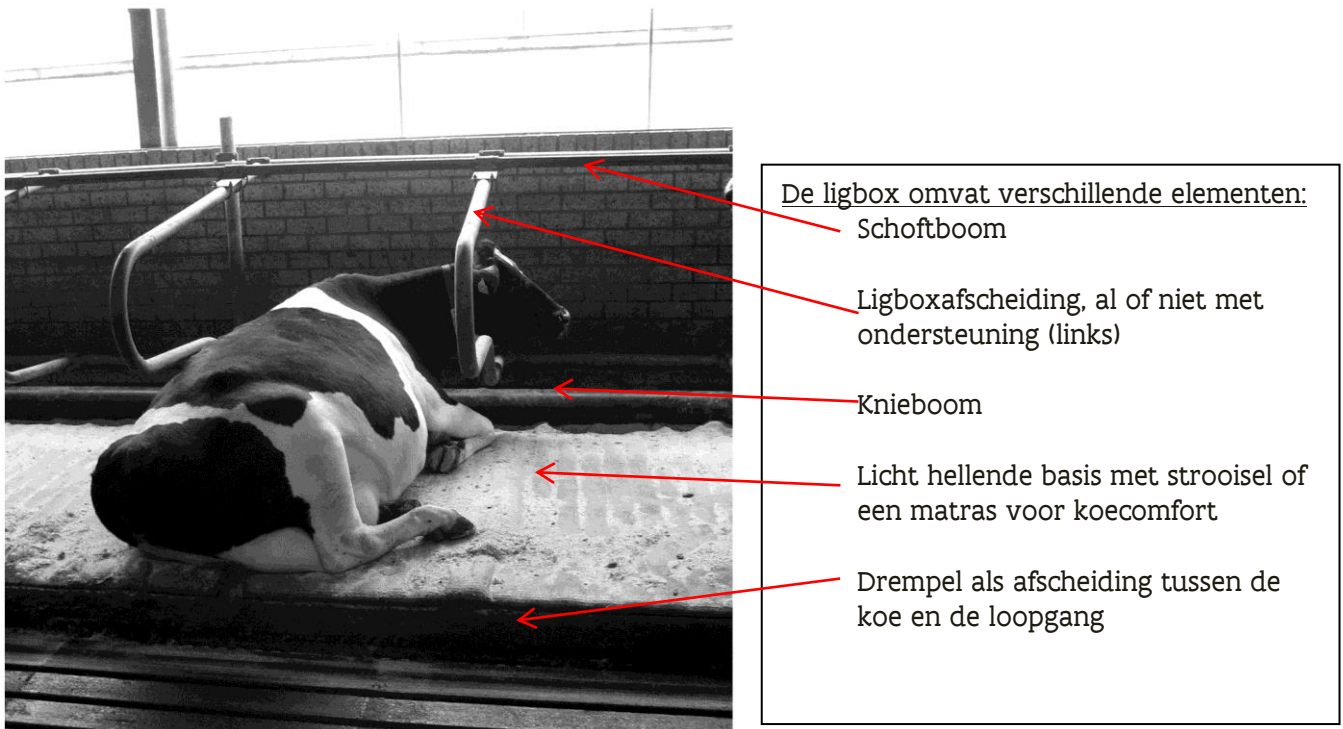 De ligbox omvat verschillende elementen:
Schoftboom
Ligboxafscheiding, al of niet met
ondersteuning (links)
Knieboom
Licht hellende basis met strooisel of
een matras voor koecomfort
Drempel als afscheiding tussen de
koe en de loopgang